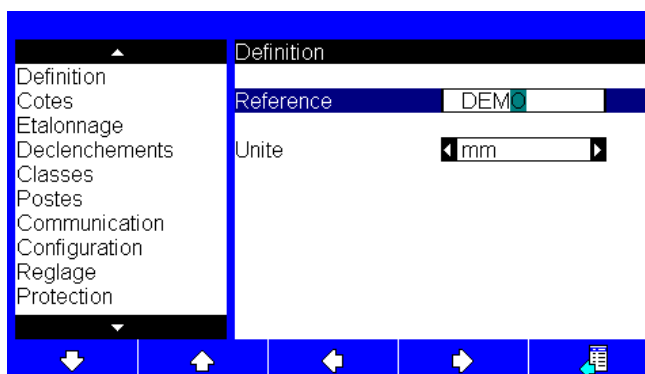 Definition
Cotes
Etalonnage
Declenchements
Classes
Postes
Communication
Configuration
Reglage
Protection
Definition
Reference DEMO
Unite mm